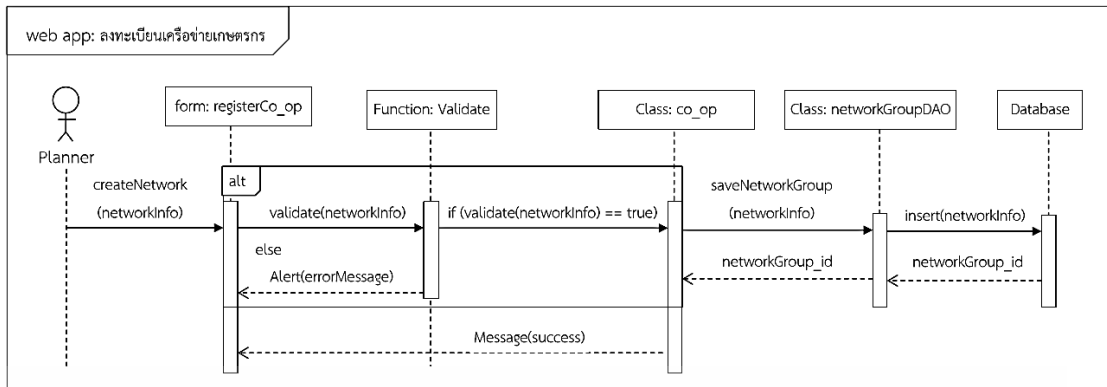 web app: ลงทะเบียนเครือข่ายเกษตรกร
form: registerCo_op
Function: Validate
Class: co_op
Class: networkGroupDAO
Database
Planner
alt
createNetwork
(networkInfo)
validate(networkInfo)
if (validate(networkInfo) == true)
saveNetworkGroup
(networkInfo)
insert(networkInfo)
else
Alert(errorMessage)
networkGroup_id
networkGroup_id
Message(success)